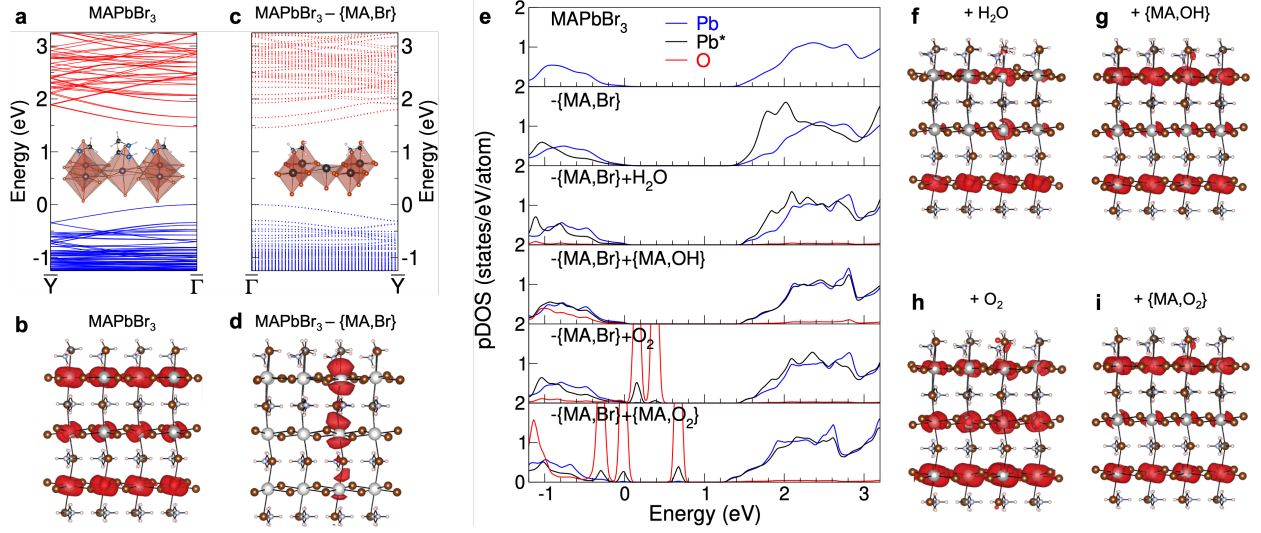 a
MAPbBr3
Energy (eV)
3
2
1
0
-1
Y
Γ
c
MAPbBr3 – {MA,Br}
3
2
1
0
-1
Energy (eV)
Γ
Y
b
MAPbBr3
d
MAPbBr3 – {MA,Br}
e
pDOS (states/eV/atom)
2
MAPbBr3
Pb
Pb*
O
1
2
-{MA,Br}
1
2
-{MA,Br}+H2O
1
2
-{MA,Br}+{MA,OH}
1
2
-{MA,Br}+O2
1
2
-{MA,Br}+{MA,O2}
1
0
-1 0 1 2 3
Energy (eV)
f
+ H2O
g
+ {MA,OH}
h
+ O2
i
+ {MA,O2}